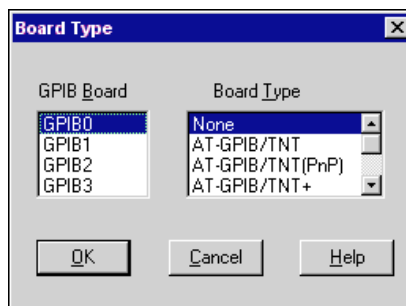 Board Type
GPIB Board
Board Type
GPIB0
GPIB1
GPIB2
GPIB3
None
AT-GPIB/TNT
AT-GPIB/TNT(PnP)
AT-GPIB/TNT+
OK
Cancel
Help